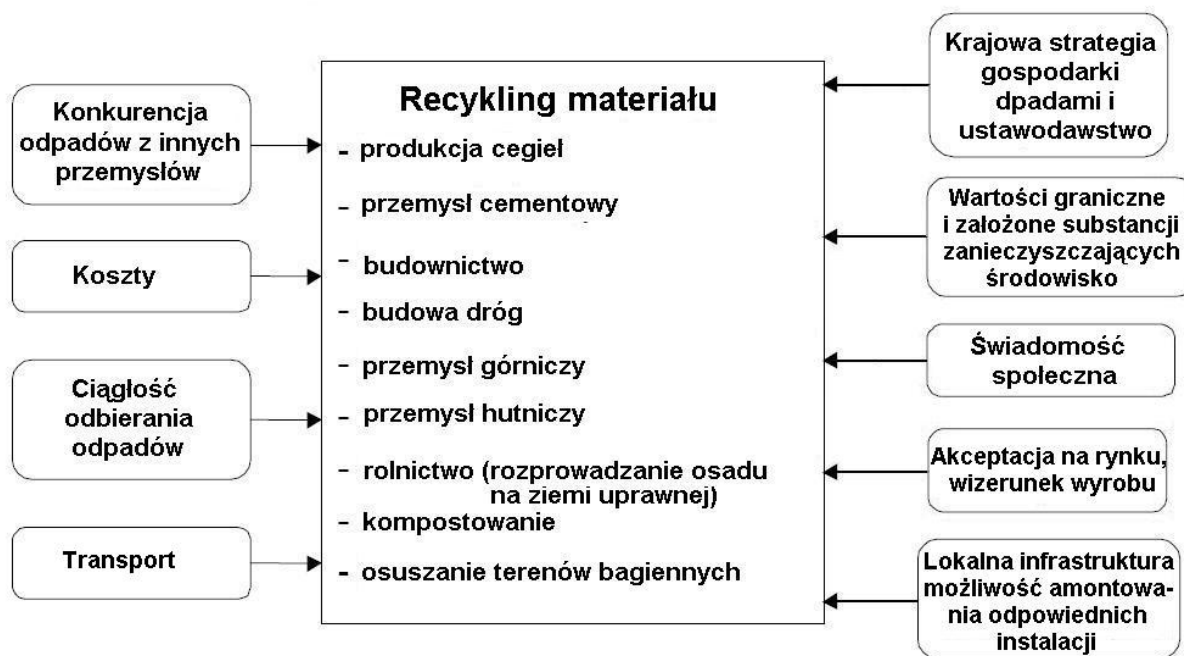 Konkurencja
odpadów z innych
przemysłów
Koszty
Ciągłość
odbierania
odpadów
Transport
Recykling materiału
- produkcja cegieł
- przemysł cementowy
- budownictwo
- budowa dróg
- przemysł górniczy
- przemysł hutniczy
- rolnictwo (rozprowadzanie osadu
na ziemi uprawnej)
- kompostowanie
- osuszanie terenów bagiennych
Krajowa strategia
gospodarki
dpadami i
ustawodawstwo
Wartości graniczne
i założone substancji
zanieczyszczających
środowisko
Świadomość
społeczna
Akceptacja na rynku,
wizerunek wyrobu
Lokalna infrastruktura
możliwość amontowa-
nia odpowiednich
instalacji